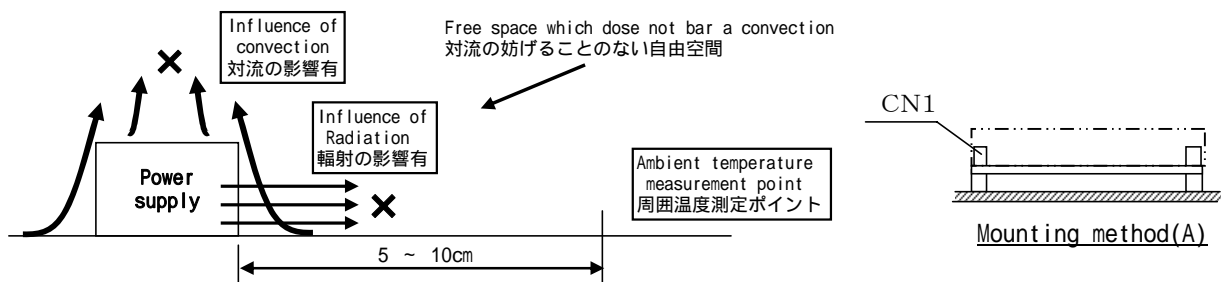 Influence of
convection
対流の影響有
Free space which dose not bar a convection
対流の妨げることのない自由空間
Influence of
Radiation
輻射の影響有
Power
supply
Ambient temperature
measurement point
周囲温度測定ポイント
5 ~ 10cm
CN1
Mounting method(A)